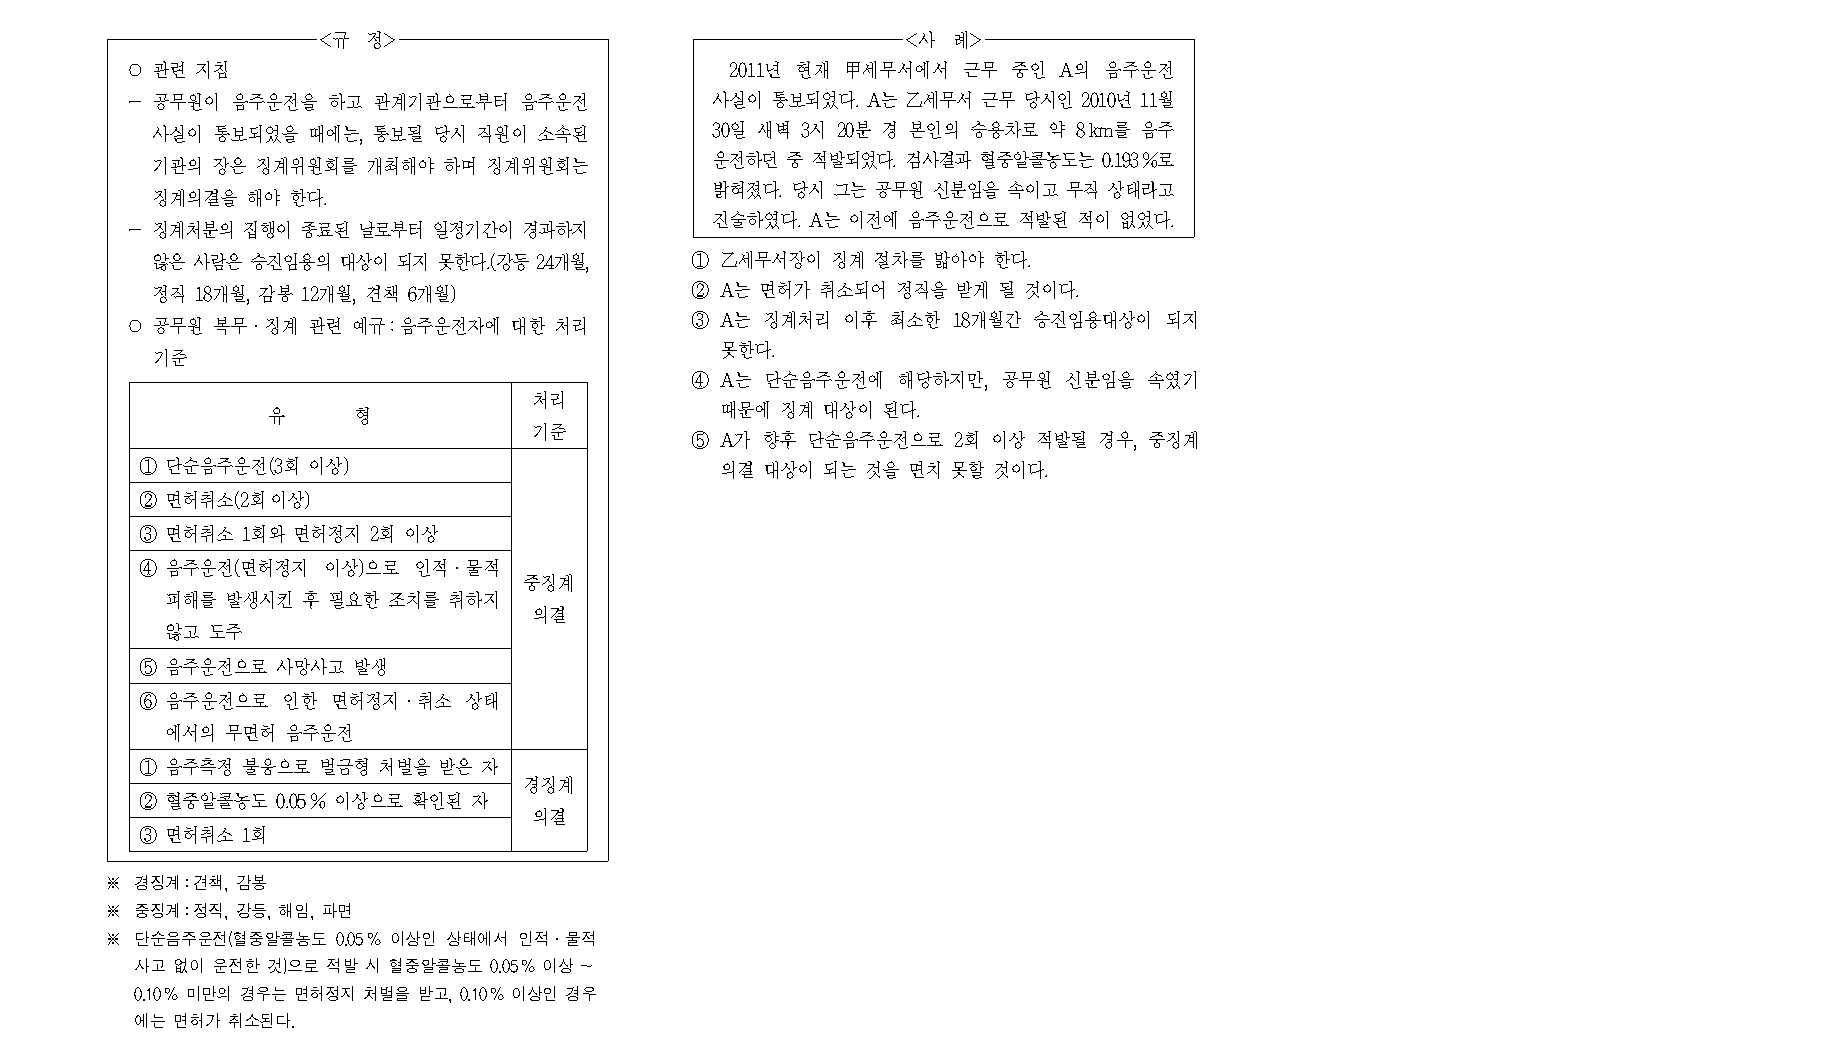 <규 정>
○ 관련 지침
- 공무원이 음주운전을 하고 관계기관으로부터 음주운전
사실이 통보되었을 때에는, 통보될 당시 직원이 소속된
기관의 장은 징계위원회를 개최해야 하며 징계위원회는
징계의결을 해야 한다.
- 징계처분의 집행이 종료된 날로부터 일정기간이 경과하지
않은 사람은 승진임용의 대상이 되지 못한다.(강등 24개월,
정직 18개월, 감봉 12개월, 견책 6개월)
○ 공무원 복무·징계 관련 예규:음주운전자에 대한 처리
기준
유 형
처리
기준
① 단순음주운전(3회 이상)
② 면허취소(2회 이상)
③ 면허취소 1회와 면허정지 2회 이상
④ 음주운전(면허정지 이상)으로 인적·물적
피해를 발생시킨 후 필요한 조치를 취하지
않고 도주
⑤ 음주운전으로 사망사고 발생
⑥ 음주운전으로 인한 면허정지·취소 상태
에서의 무면허 음주운전
중징계
의결
① 음주측정 불응으로 벌금형 처벌을 받은 자
② 혈중알콜농도 0.05% 이상으로 확인된 자
③ 면허취소 1회
경징계
의결
※ 경징계:견책, 감봉
※ 중징계:정직, 강등, 해임, 파면
※ 단순음주운전(혈중알콜농도 0.05% 이상인 상태에서 인적·물적
사고 없이 운전한 것)으로 적발 시 혈중알콜농도 0.05% 이상 ~
0.10% 미만의 경우는 면허정지 처벌을 받고, 0.10% 이상인 경우
에는 면허가 취소된다.
<사 례>
2011년 현재 甲세무서에서 근무 중인 A의 음주운전
사실이 통보되었다. A는 乙세무서 근무 당시인 2010년 11월
30일 새벽 3시 20분 경 본인의 승용차로 약 8km를 음주
운전하던 중 적발되었다. 검사결과 혈중알콜농도는 0.193%로
밝혀졌다. 당시 그는 공무원 신분임을 속이고 무직 상태라고
진술하였다. A는 이전에 음주운전으로 적발된 적이 없었다.
① 乙세무서장이 징계 절차를 밟아야 한다.
② A는 면허가 취소되어 정직을 받게 될 것이다.
③ A는 징계처리 이후 최소한 18개월간 승진임용대상이 되지
못한다.
④ A는 단순음주운전에 해당하지만, 공무원 신분임을 속였기
때문에 징계 대상이 된다.
⑤ A가 향후 단순음주운전으로 2회 이상 적발될 경우, 중징계
의결 대상이 되는 것을 면치 못할 것이다.